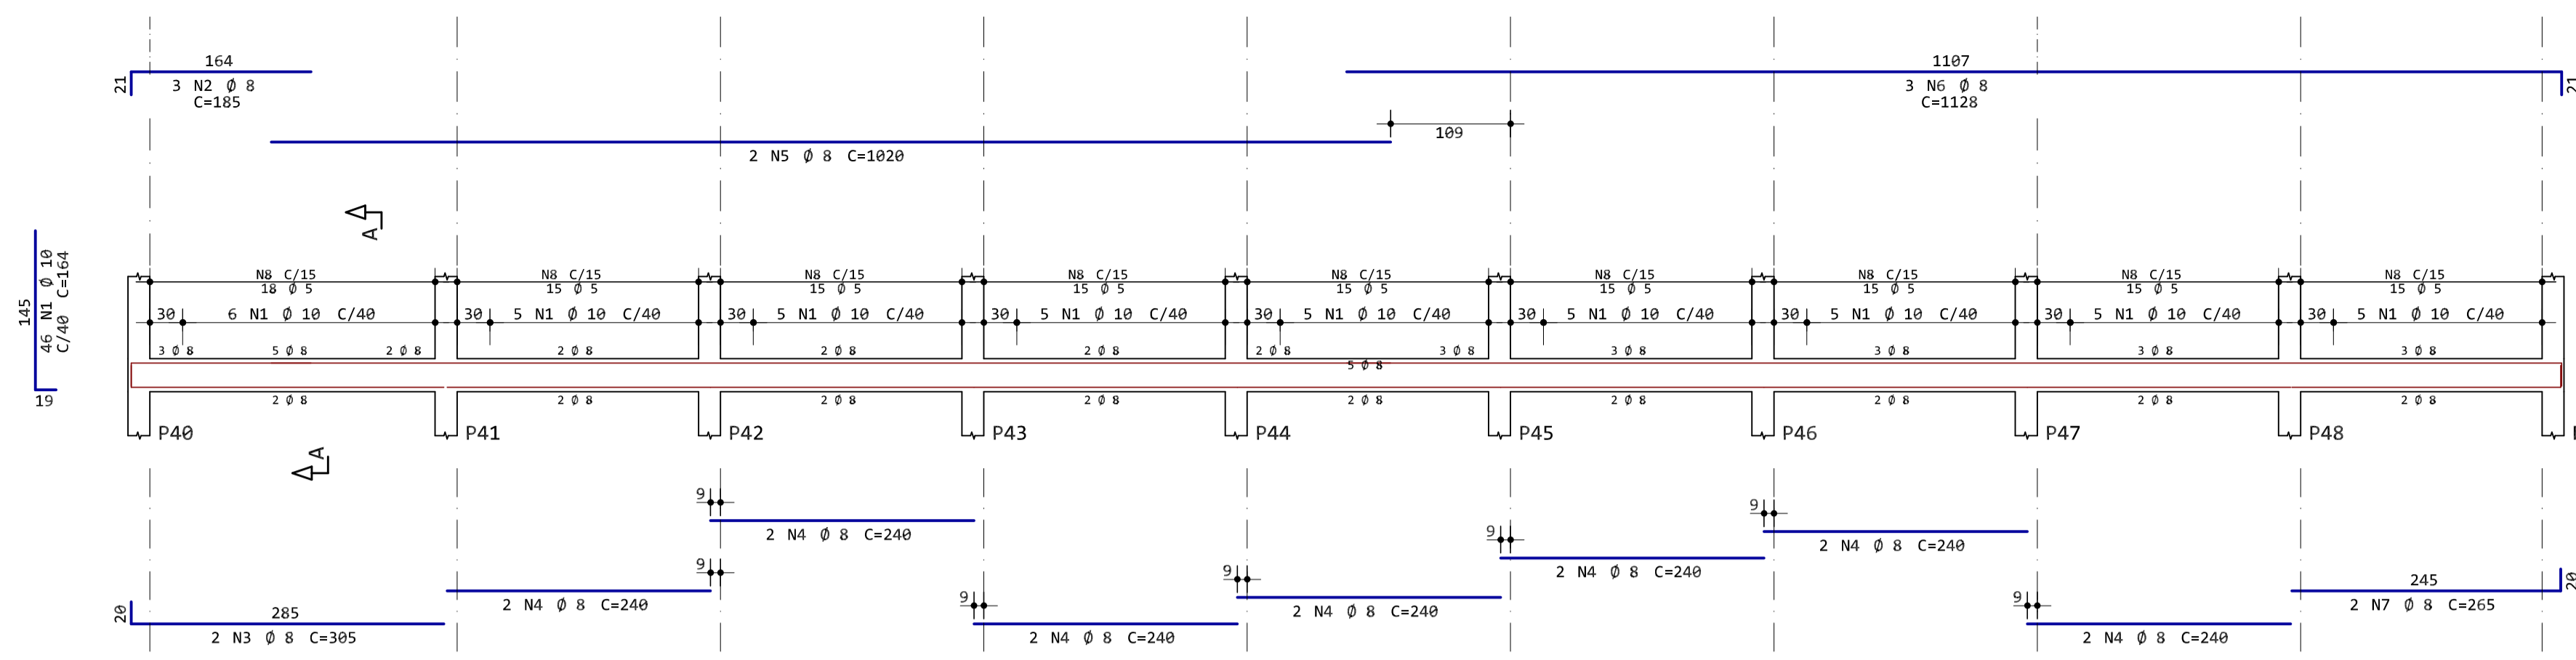 164
21
3 N2 Ø 8
C=185
1107
3 N6 Ø 8
C=1128
21
109
2 N5 Ø 8 C=1020
A
145
46 N1 Ø 10
C/40 C=164
19
N8 C/15
18 Ø 5
N8 C/15
15 Ø 5
N8 C/15
15 Ø 5
N8 C/15
15 Ø 5
N8 C/15
15 Ø 5
N8 C/15
15 Ø 5
N8 C/15
15 Ø 5
N8 C/15
15 Ø 5
N8 C/15
15 Ø 5
30 6 N1 Ø 10 C/40
30 5 N1 Ø 10 C/40
30 5 N1 Ø 10 C/40
30 5 N1 Ø 10 C/40
30 5 N1 Ø 10 C/40
30 5 N1 Ø 10 C/40
30 5 N1 Ø 10 C/40
30 5 N1 Ø 10 C/40
30 5 N1 Ø 10 C/40
3 Ø 8
5 Ø 8
2 Ø 8
2 Ø 8
2 Ø 8
2 Ø 8
2 Ø 8
3 Ø 8
3 Ø 8
3 Ø 8
3 Ø 8
3 Ø 8
5 Ø 8
2 Ø 8
2 Ø 8
2 Ø 8
2 Ø 8
2 Ø 8
2 Ø 8
2 Ø 8
2 Ø 8
2 Ø 8
P40
P41
P42
P43
P44
P45
P46
P47
P48
A
9
2 N4 Ø 8 C=240
9
2 N4 Ø 8 C=240
9
2 N4 Ø 8 C=240
9
2 N4 Ø 8 C=240
9
2 N4 Ø 8 C=240
9
2 N4 Ø 8 C=240
9
2 N4 Ø 8 C=240
20
285
2 N3 Ø 8 C=305
245
2 N7 Ø 8 C=265
20